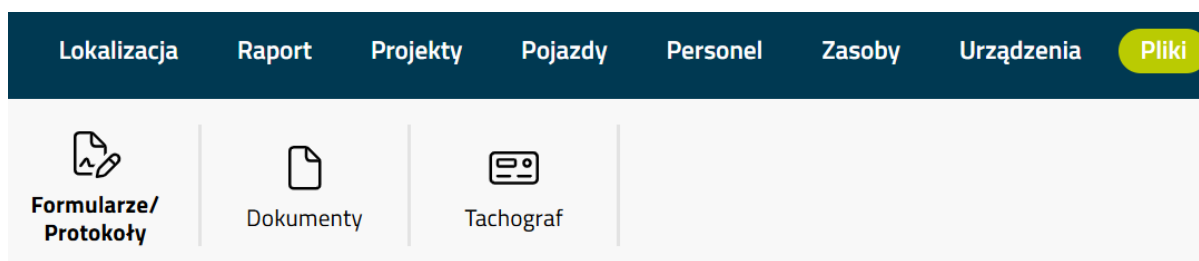 Lokalizacja Raport Projekty Pojazdy Personel Zasoby Urządzenia Pliki
Formularze/
Protokoły
Dokumenty
Tachograf